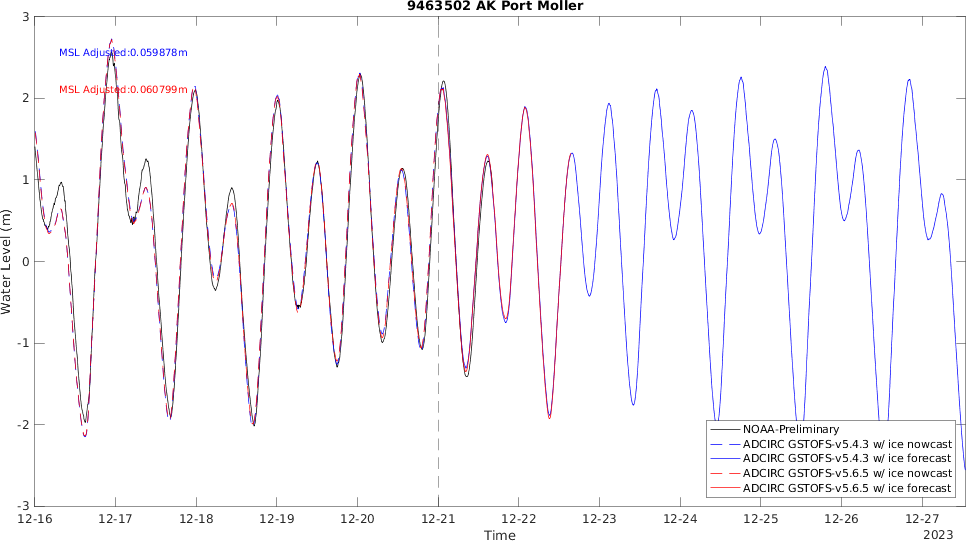 9463502 AK Port Moller
MSL Adjusted:0.059878m
MSL Adjusted:0.060799m
Water Level (m)
3
2
1
0
-1
-2
-3
NOAA-Preliminary
ADCIRC GSTOFS-v5.4.3 w/ ice nowcast
ADCIRC GSTOFS-v5.4.3 w/ ice forecast
ADCIRC GSTOFS-v5.6.5 w/ ice nowcast
ADCIRC GSTOFS-v5.6.5 w/ ice forecast
12-16 12-17 12-18 12-19 12-20 12-21 12-22 12-23 12-24 12-25 12-26 12-27
Time
2023